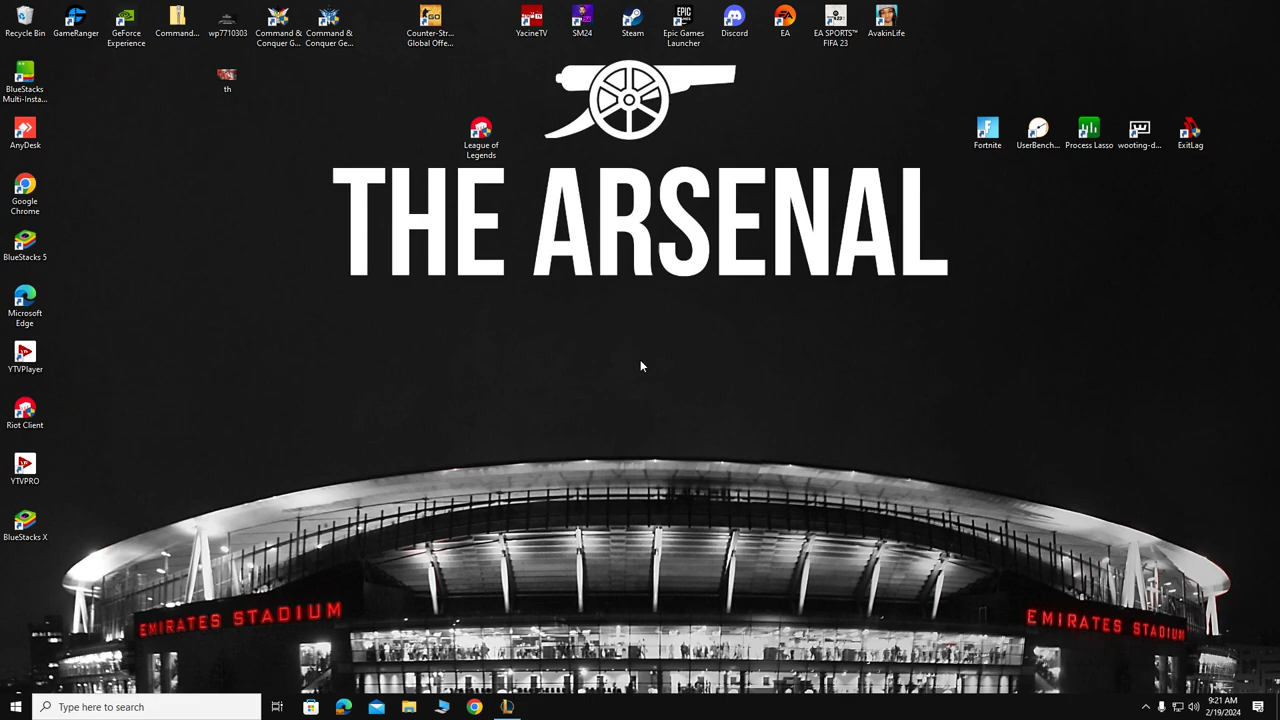 Recycle Bin
GameRanger
GeForce
Experience
Command...
wp7710303
Command &
Conquer G...
Command &
Conquer Ge...
Counter-Str...
Global Offe...
YacineTV
SM24
Steam
Epic Games
Launcher
Discord
EA
EA SPORTS™
FIFA 23
AvakinLife
BlueStacks
Multi-Insta...
th
AnyDesk
League of
Legends
Fortnite
UserBench...
Process Lasso
wooting-d...
ExitLag
THE ARSENAL
Google
Chrome
BlueStacks 5
Microsoft
Edge
YTVPlayer
Riot Client
YTVPRO
BlueStacks X
EMIRATES STADIUM
EMIRATES STADIUM
Type here to search
9:21 AM
2/19/2024